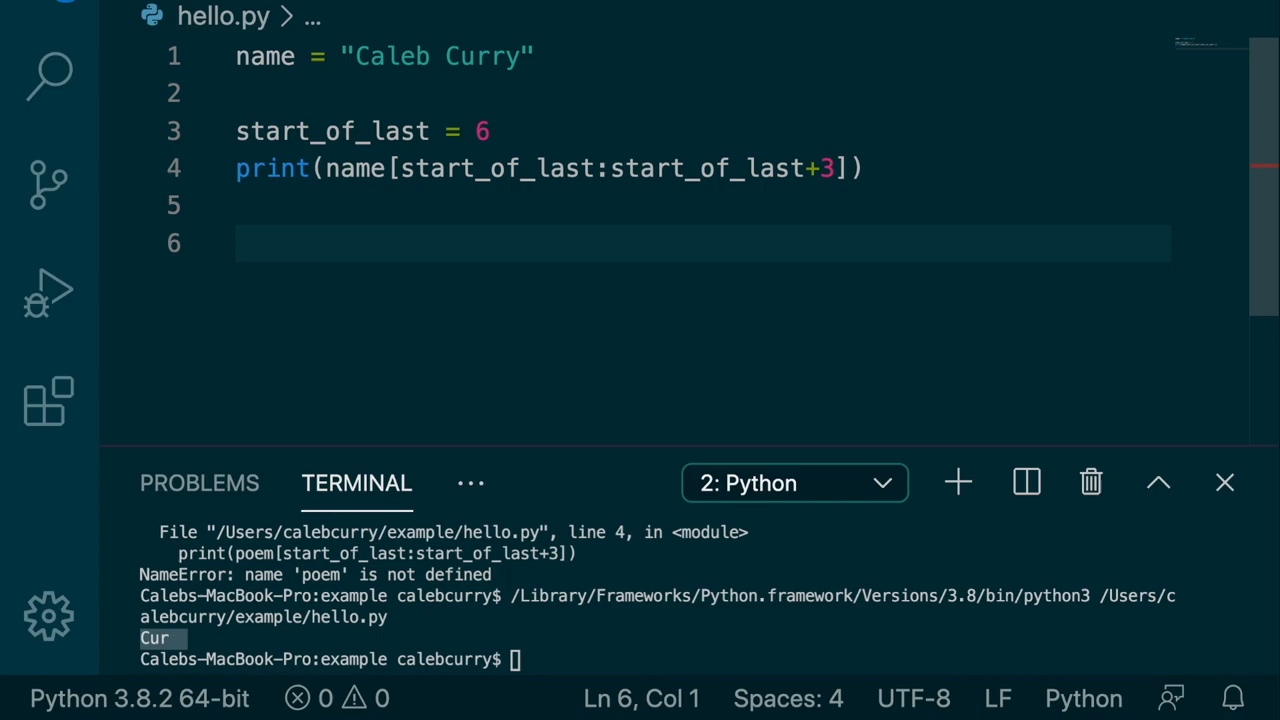 hello.py > ...
1 name = "Caleb Curry"
2
3 start_of_last = 6
4 print(name[start_of_last:start_of_last+3])
5
6
PROBLEMS TERMINAL ... 2: Python
File "/Users/calebcurry/example/hello.py", line 4, in <module>
print(poem[start_of_last:start_of_last+3])
NameError: name 'poem' is not defined
Calebs-MacBook-Pro:example calebcurry$ /Library/Frameworks/Python.framework/Versions/3.8/bin/python3 /Users/c
alebcurry/example/hello.py
Cur
Calebs-MacBook-Pro:example calebcurry$
Python 3.8.2 64-bit 0 0 Ln 6, Col 1 Spaces: 4 UTF-8 LF Python